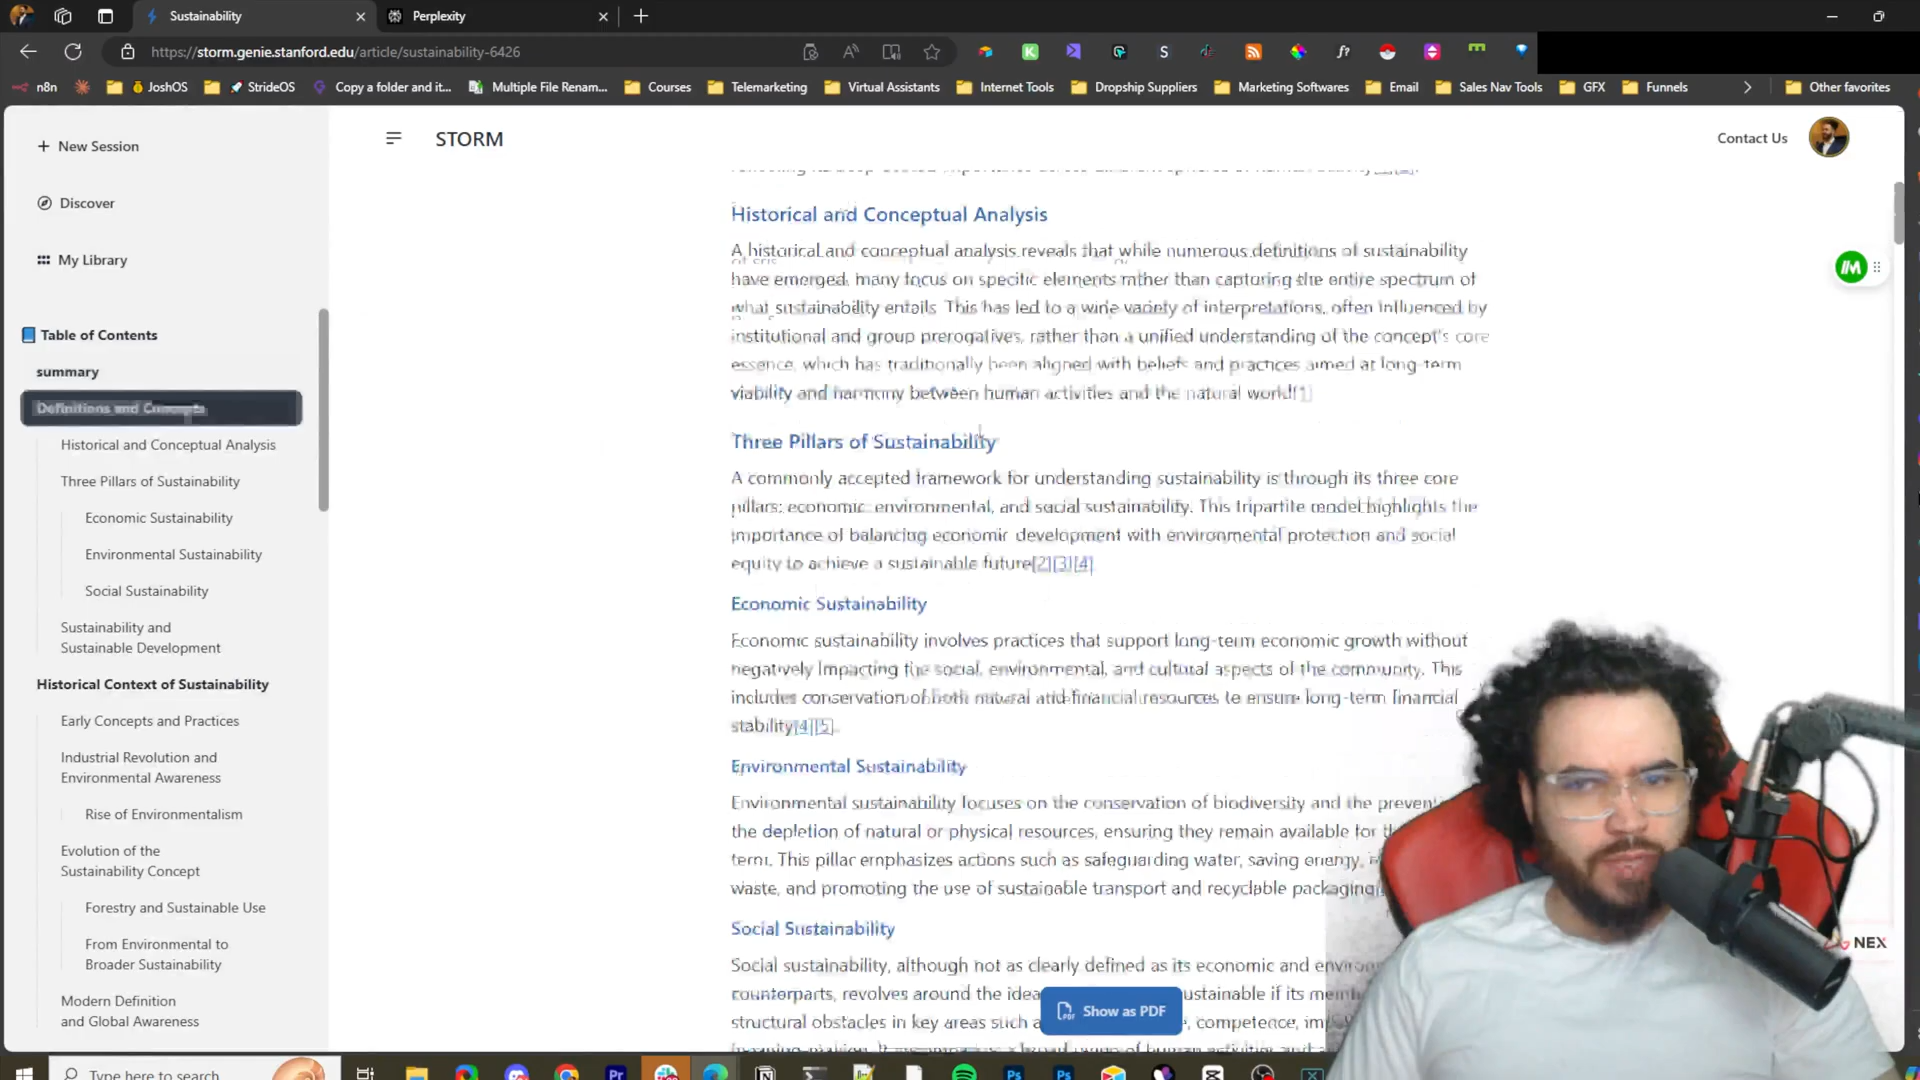 Sustainability
Perplexity
https://storm.genie.stanford.edu/article/sustainability-6426
n8n
JoshOS
StrideOS
Copy a folder and it...
Multiple File Renam...
Courses
Telemarketing
Virtual Assistants
Internet Tools
Dropship Suppliers
Marketing Softwares
Email
Sales Nav Tools
GFX
Funnels
Other favorites
New Session
STORM
Contact Us
Discover
My Library
Table of Contents
summary
Definitions and Concepts
Historical and Conceptual Analysis
Three Pillars of Sustainability
Economic Sustainability
Environmental Sustainability
Social Sustainability
Sustainability and
Sustainable Development
Historical Context of Sustainability
Early Concepts and Practices
Industrial Revolution and
Environmental Awareness
Rise of Environmentalism
Evolution of the
Sustainability Concept
Forestry and Sustainable Use
From Environmental to
Broader Sustainability
Modern Definition
and Global Awareness
Historical and Conceptual Analysis
A historical and conceptual analysis reveals that while numerous definitions of sustainability
have emerged, many focus on specific elements rather than capturing the entire spectrum of
what sustainability entails. This has led to a wide variety of interpretations, often influenced by
institutional and group prerogatives, rather than a unified understanding of the concept's core
essence, which has traditionally been aligned with beliefs and practices aimed at long-term
viability and harmony between human activities and the natural world[1]
Three Pillars of Sustainability
A commonly accepted framework for understanding sustainability is through its three core
pillars: economic, environmental, and social sustainability. This tripartite model highlights the
importance of balancing economic development with environmental protection and social
equity to achieve a sustainable future[2][3][4]
Economic Sustainability
Economic sustainability involves practices that support long-term economic growth without
negatively impacting the social, environmental, and cultural aspects of the community. This
includes conservation of both natural and financial resources to ensure long-term financial
stability[4][5].
Environmental Sustainability
Environmental sustainability focuses on the conservation of biodiversity and the
the depletion of natural or physical resources, ensuring they remain available for
term. This pillar emphasizes actions such as safeguarding water, saving energy,
waste, and promoting the use of sustainable transport and recyclable packaging
Social Sustainability
Social sustainability, although not as clearly defined as its economic and
counterparts, revolves around the idea sustainable if its
structural obstacles in key areas such competence,
Show as PDF
NEX
Type here to search